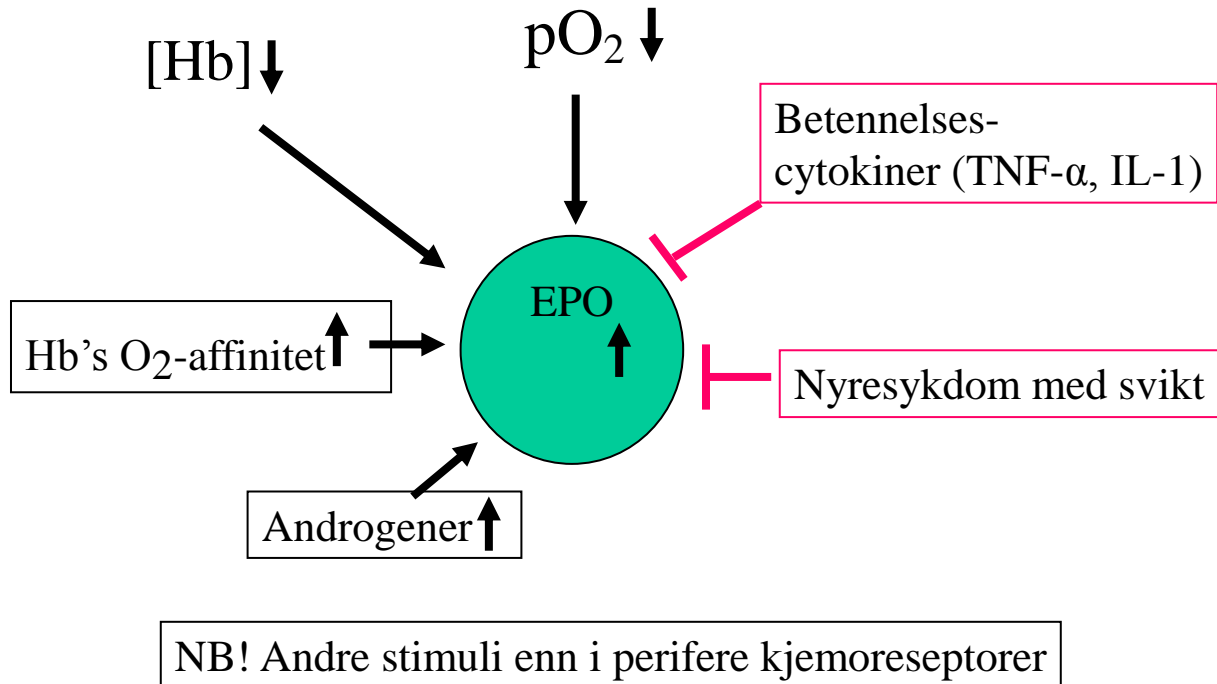 [Hb]
pO₂
Betennelses-
cytokiner (TNF-α, IL-1)
EPO
Hb’s O₂-affinitet
Nyresykdom med svikt
Androgener
NB! Andre stimuli enn i perifere kjemoreseptorer